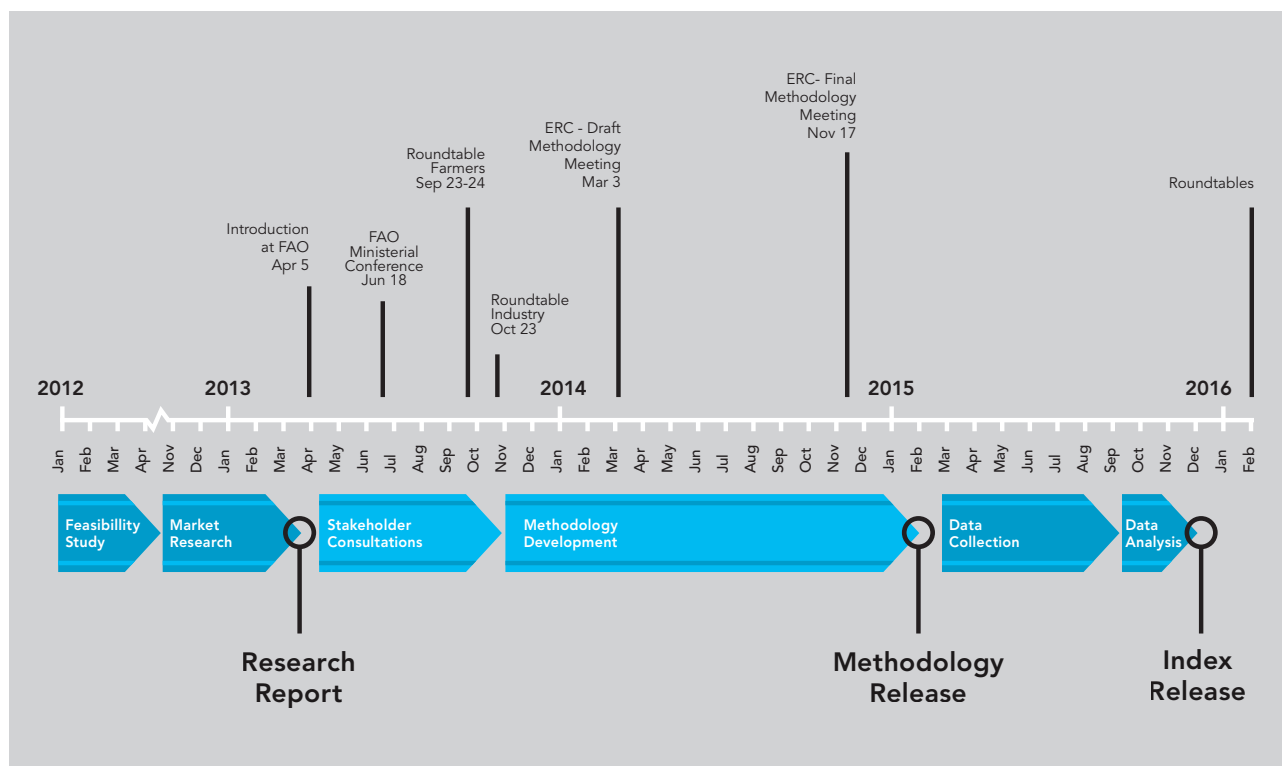 ERC- Final
Methodology
Meeting
Nov 17
ERC - Draft
Methodology
Meeting
Mar 3
Roundtable
Farmers
Sep 23-24
Roundtables
Introduction
at FAO
Apr 5
FAO
Ministerial
Conference
Jun 18
Roundtable
Industry
Oct 23
2012 2013 2014 2015 2016
Jan Feb Mar Apr Nov Dec Jan Feb Mar Apr May Jun Jul Aug Sep Oct Nov Dec Jan Feb Mar Apr May Jun Jul Aug Sep Oct Nov Dec Jan Feb Mar Apr May Jun Jul Aug Sep Oct Nov Dec Jan Feb
Feasibillity
Study
Market
Research
Stakeholder
Consultations
Methodology
Development
Data
Collection
Data
Analysis
Research
Report
Methodology
Release
Index
Release